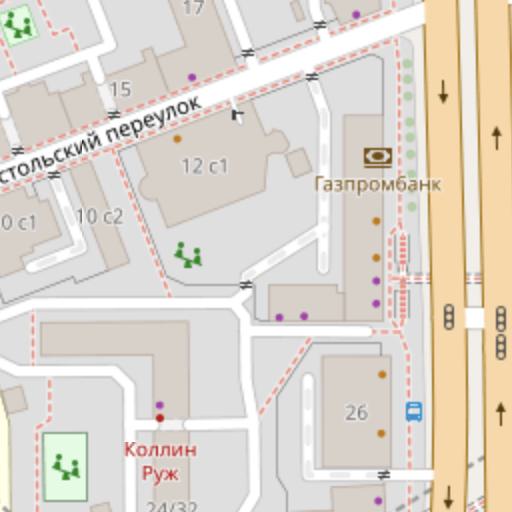 17
15
стольский переулок
12 с1
Газпромбанк
0 с1
10 с2
26
Коллин
Руж
24/32